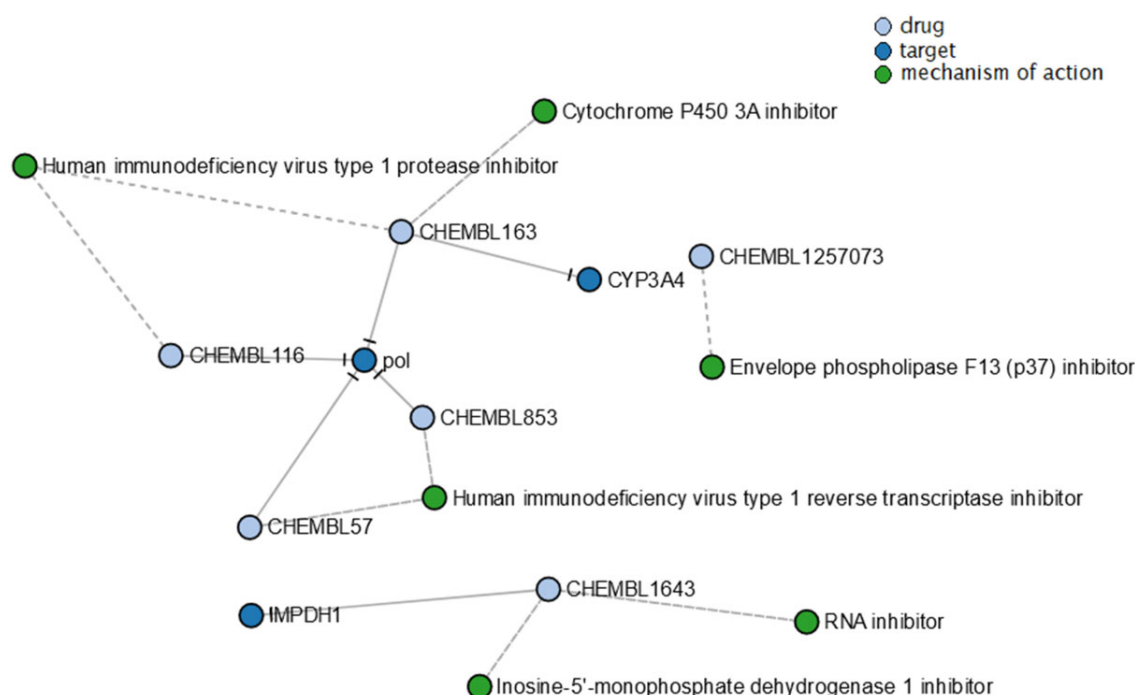 drug
target
mechanism of action
Cytochrome P450 3A inhibitor
Human immunodeficiency virus type 1 protease inhibitor
CHEMBL163
CHEMBL1257073
CYP3A4
CHEMBL116
pol
Envelope phospholipase F13 (p37) inhibitor
CHEMBL853
Human immunodeficiency virus type 1 reverse transcriptase inhibitor
CHEMBL57
CHEMBL1643
IMPDH1
RNA inhibitor
Inosine-5'-monophosphate dehydrogenase 1 inhibitor